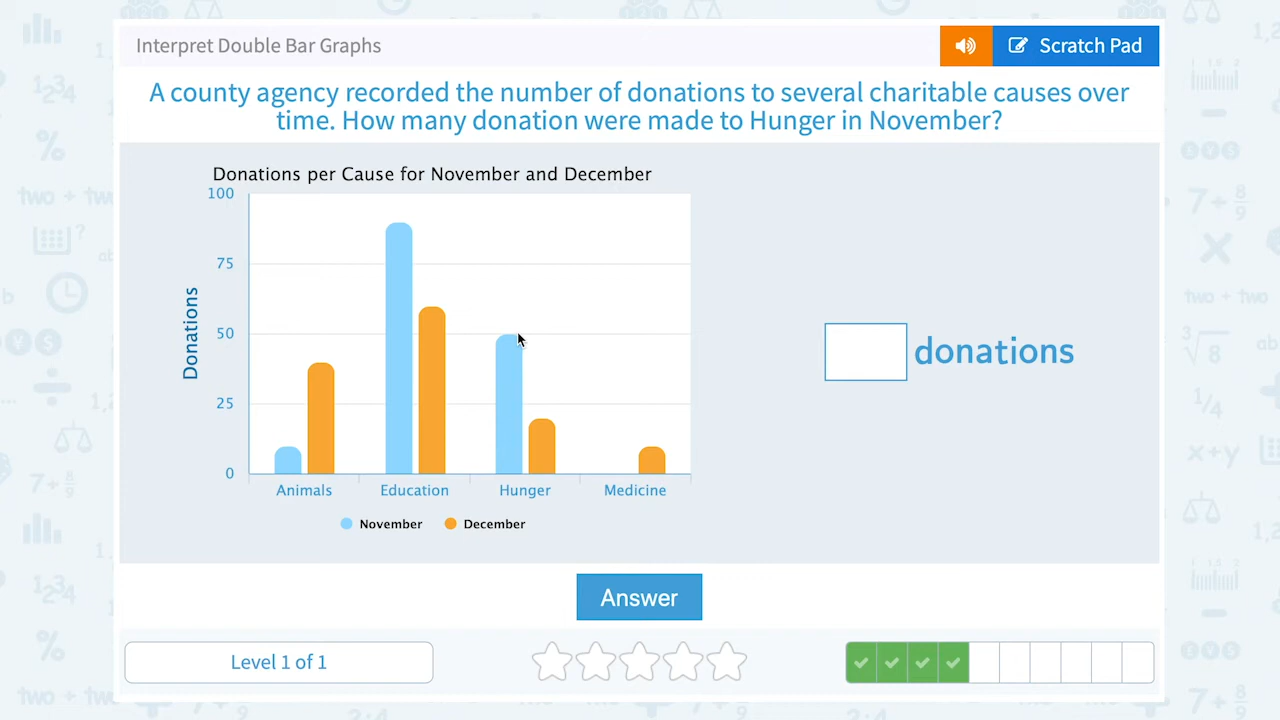 Interpret Double Bar Graphs
Scratch Pad
A county agency recorded the number of donations to several charitable causes over
time. How many donation were made to Hunger in November?
Donations per Cause for November and December
100
75
50
25
0
Donations
Animals Education Hunger Medicine
November December
donations
Answer
Level 1 of 1